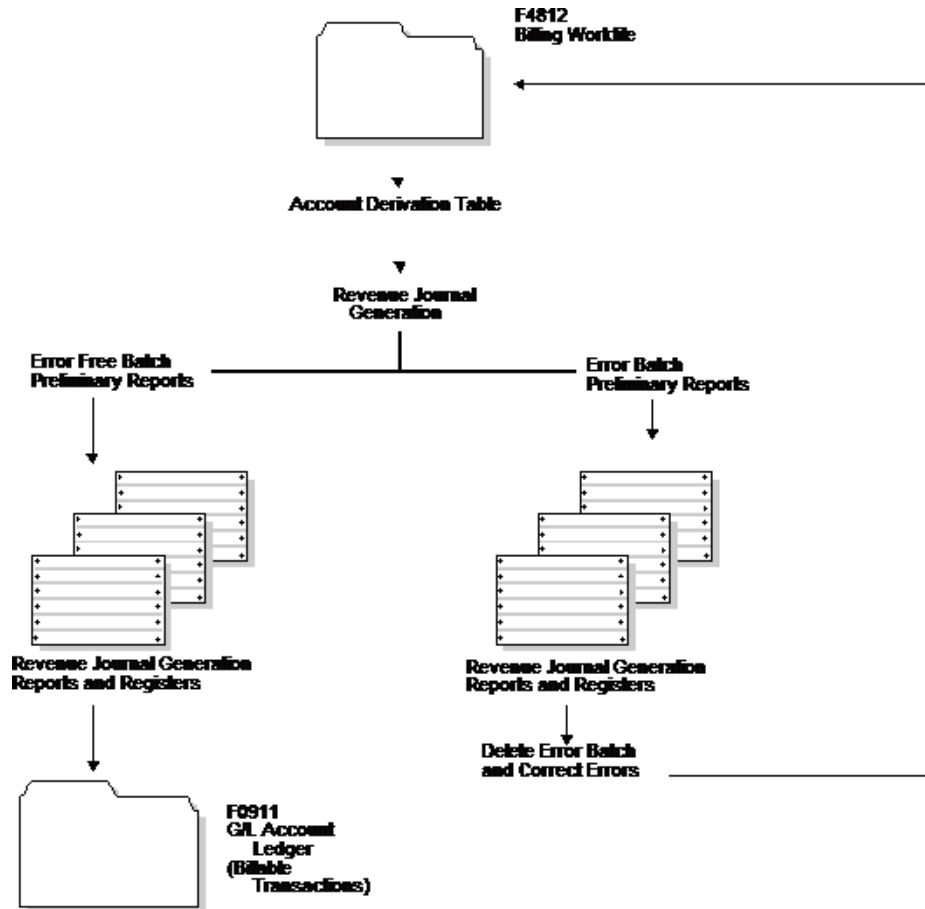 F4812
Billing Workfile
Account Derivation Table
Revenue Journal
Generation
Error Free Batch
Preliminary Reports
Error Batch
Preliminary Reports
Revenue Journal Generation
Reports and Registers
Revenue Journal Generation
Reports and Registers
Delete Error Batch
and Correct Errors
F0911
G/L Account
Ledger
(Billable
Transactions)